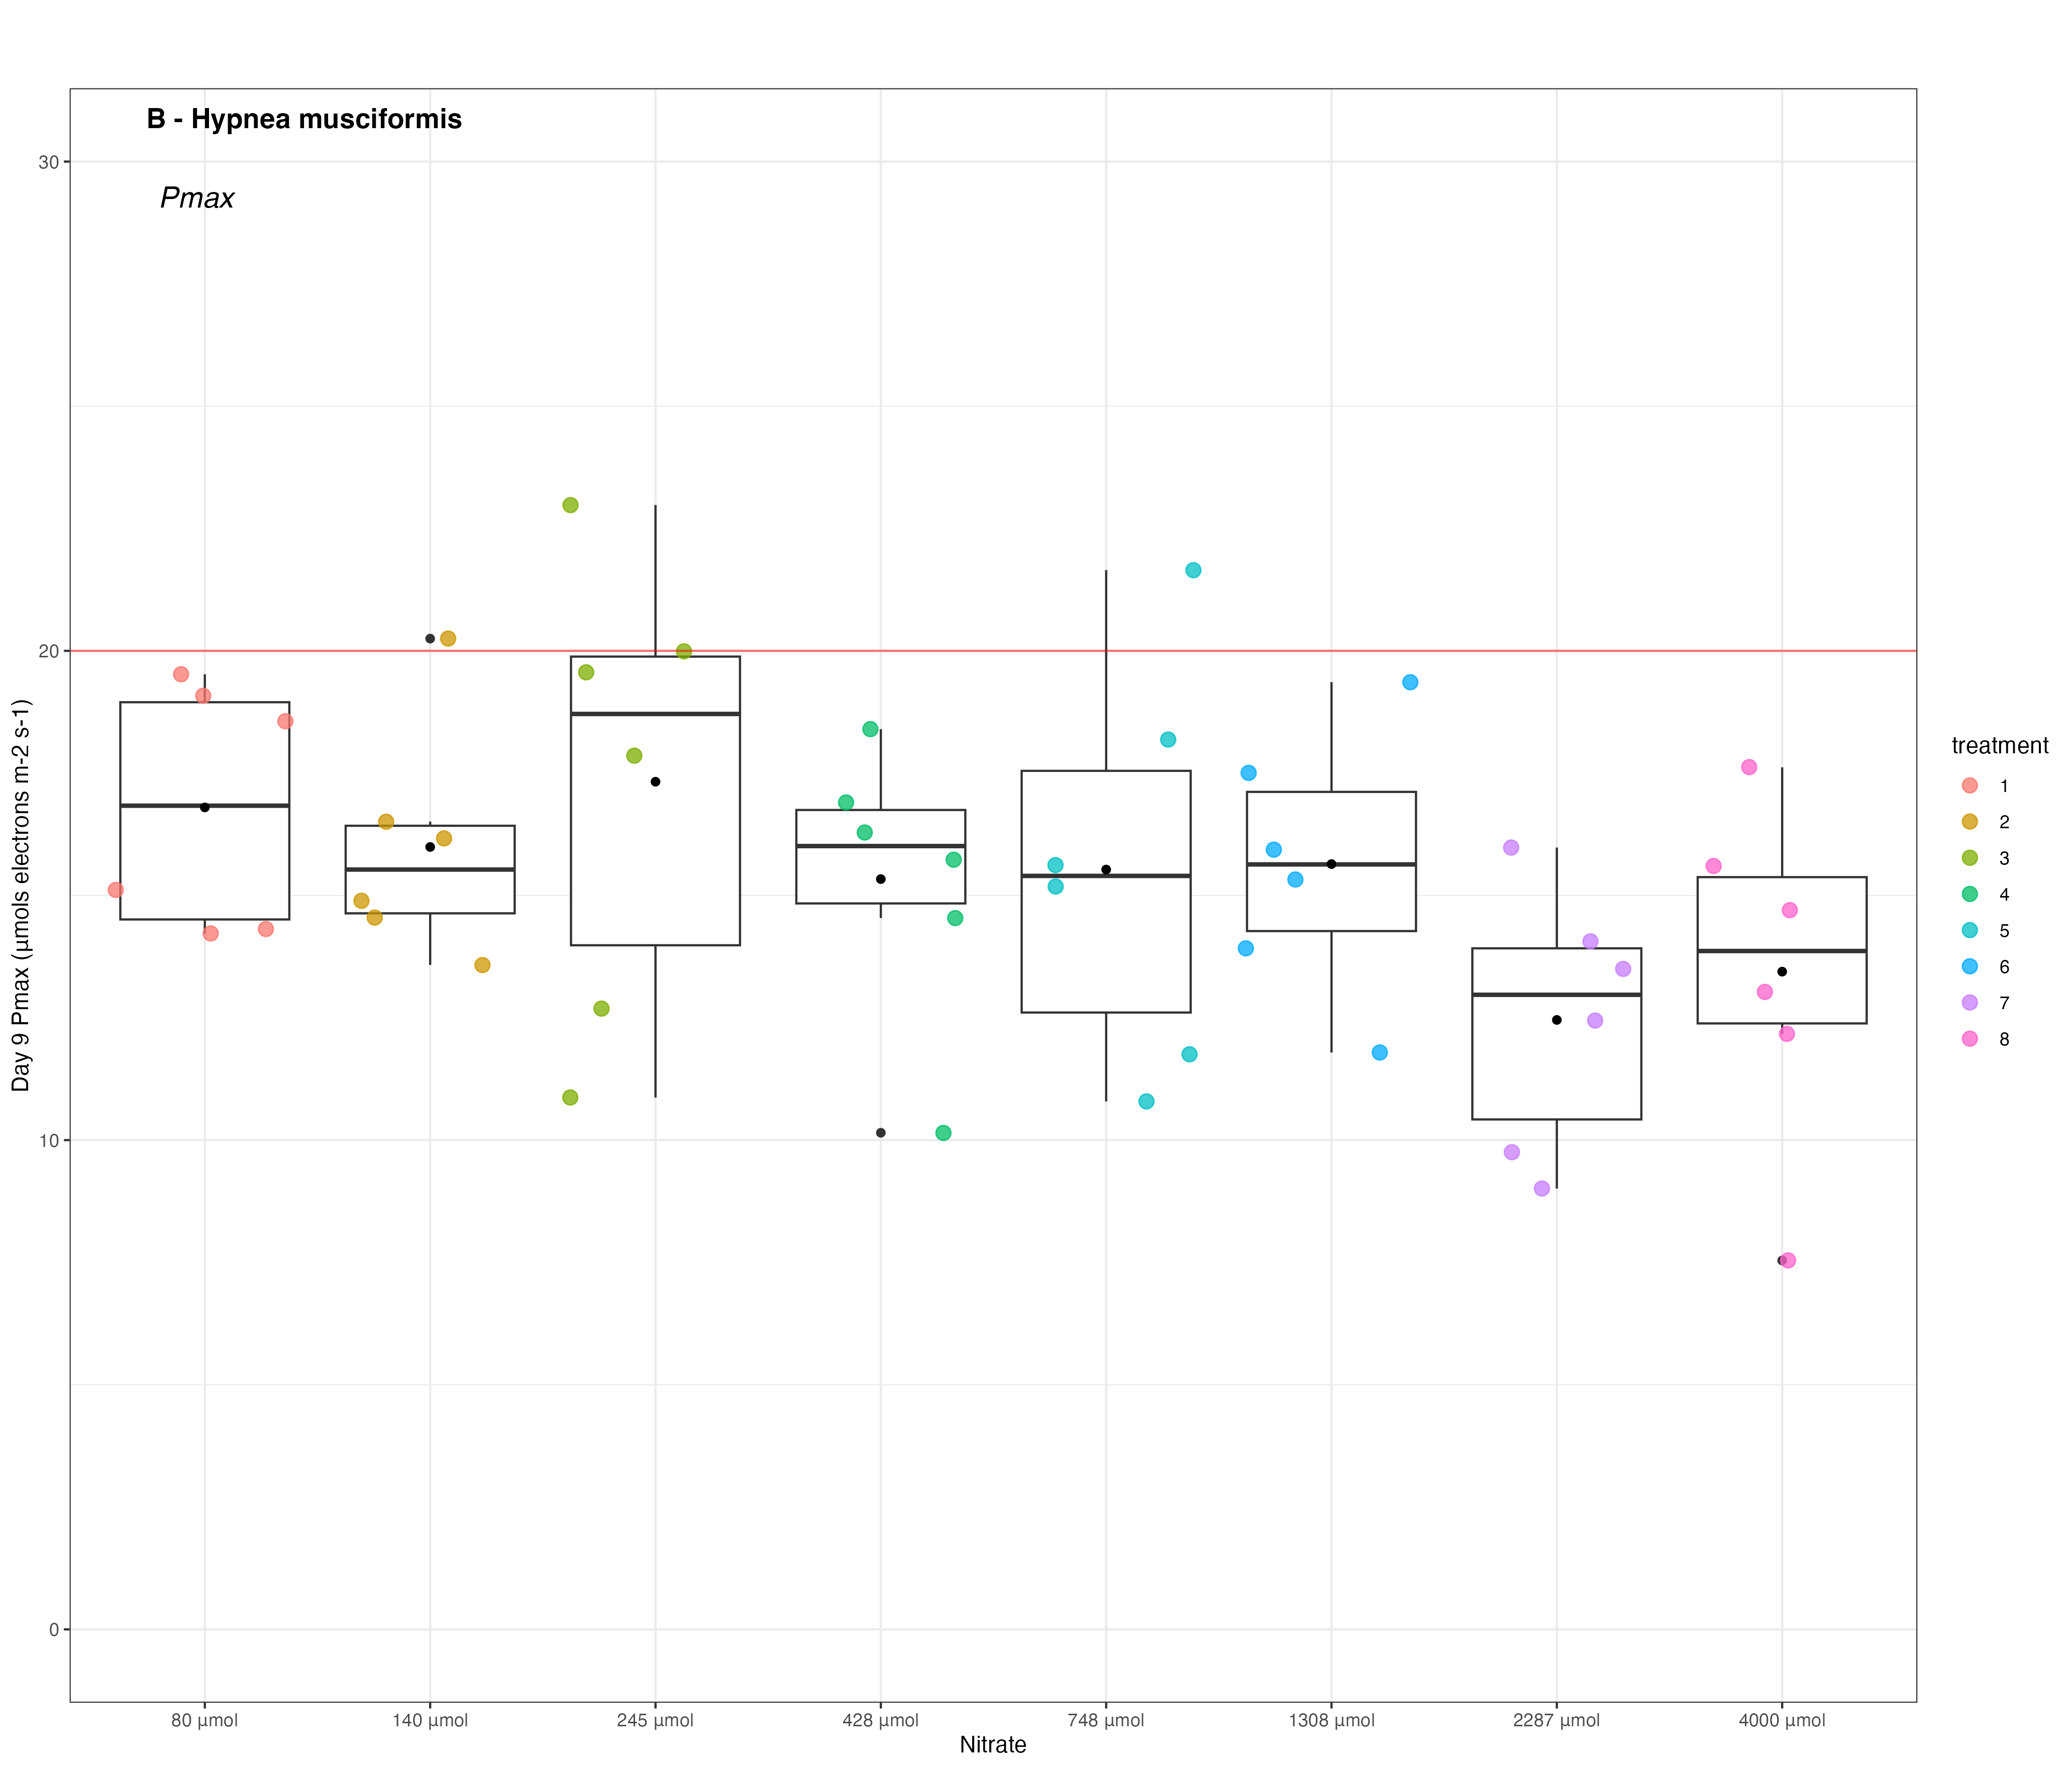 B - Hypnea musciformis
Pmax
Day 9 Pmax (μmols electrons m-2 s-1)
30
20
10
0
80 μmol 140 μmol 245 μmol 428 μmol 748 μmol 1308 μmol 2287 μmol 4000 μmol
Nitrate
treatment
1
2
3
4
5
6
7
8